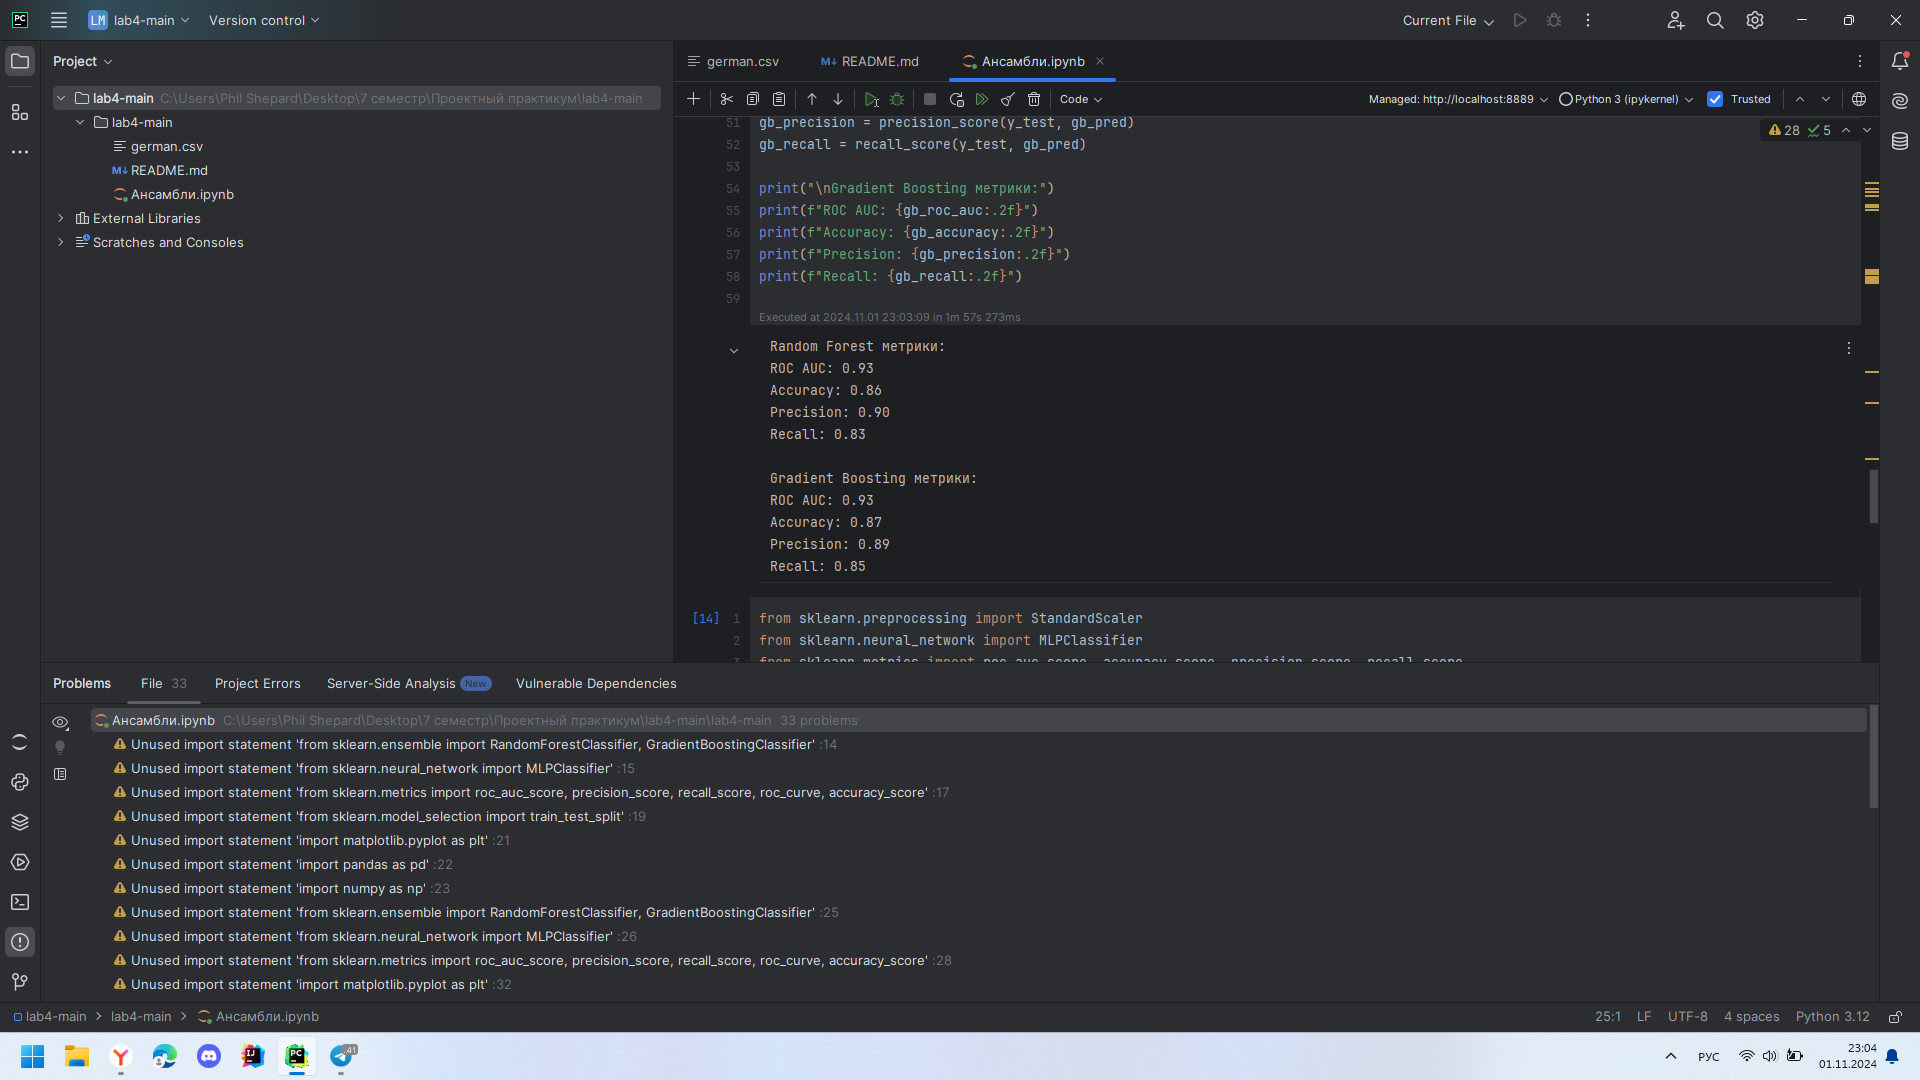 PC LM lab4-main Version control Current File
Project
lab4-main C:\Users\Phil Shepard\Desktop\7 семестр\Проектный практикум\lab4-main
lab4-main
german.csv
README.md
Ансамбли.ipynb
External Libraries
Scratches and Consoles
german.csv README.md Ансамбли.ipynb
Code Managed: http://localhost:8889 Python 3 (ipykernel) Trusted
28 5
51 gb_precision = precision_score(y_test, gb_pred)
52 gb_recall = recall_score(y_test, gb_pred)
53
54 print("\nGradient Boosting метрики:")
55 print(f"ROC AUC: {gb_roc_auc:.2f}")
56 print(f"Accuracy: {gb_accuracy:.2f}")
57 print(f"Precision: {gb_precision:.2f}")
58 print(f"Recall: {gb_recall:.2f}")
59
Executed at 2024.11.01 23:03:09 in 1m 57s 273ms
Random Forest метрики:
ROC AUC: 0.93
Accuracy: 0.86
Precision: 0.90
Recall: 0.83
Gradient Boosting метрики:
ROC AUC: 0.93
Accuracy: 0.87
Precision: 0.89
Recall: 0.85
[14] 1 from sklearn.preprocessing import StandardScaler
2 from sklearn.neural_network import MLPClassifier
3 from sklearn.metrics import roc_auc_score, accuracy_score, precision_score, recall_score
Problems File 33 Project Errors Server-Side Analysis New Vulnerable Dependencies
Ансамбли.ipynb C:\Users\Phil Shepard\Desktop\7 семестр\Проектный практикум\lab4-main\lab4-main 33 problems
Unused import statement 'from sklearn.ensemble import RandomForestClassifier, GradientBoostingClassifier' :14
Unused import statement 'from sklearn.neural_network import MLPClassifier' :15
Unused import statement 'from sklearn.metrics import roc_auc_score, precision_score, recall_score, roc_curve, accuracy_score' :17
Unused import statement 'from sklearn.model_selection import train_test_split' :19
Unused import statement 'import matplotlib.pyplot as plt' :21
Unused import statement 'import pandas as pd' :22
Unused import statement 'import numpy as np' :23
Unused import statement 'from sklearn.ensemble import RandomForestClassifier, GradientBoostingClassifier' :25
Unused import statement 'from sklearn.neural_network import MLPClassifier' :26
Unused import statement 'from sklearn.metrics import roc_auc_score, precision_score, recall_score, roc_curve, accuracy_score' :28
Unused import statement 'import matplotlib.pyplot as plt' :32
lab4-main lab4-main Ансамбли.ipynb 25:1 LF UTF-8 4 spaces Python 3.12
IJ PC 41 РУС 23:04
01.11.2024